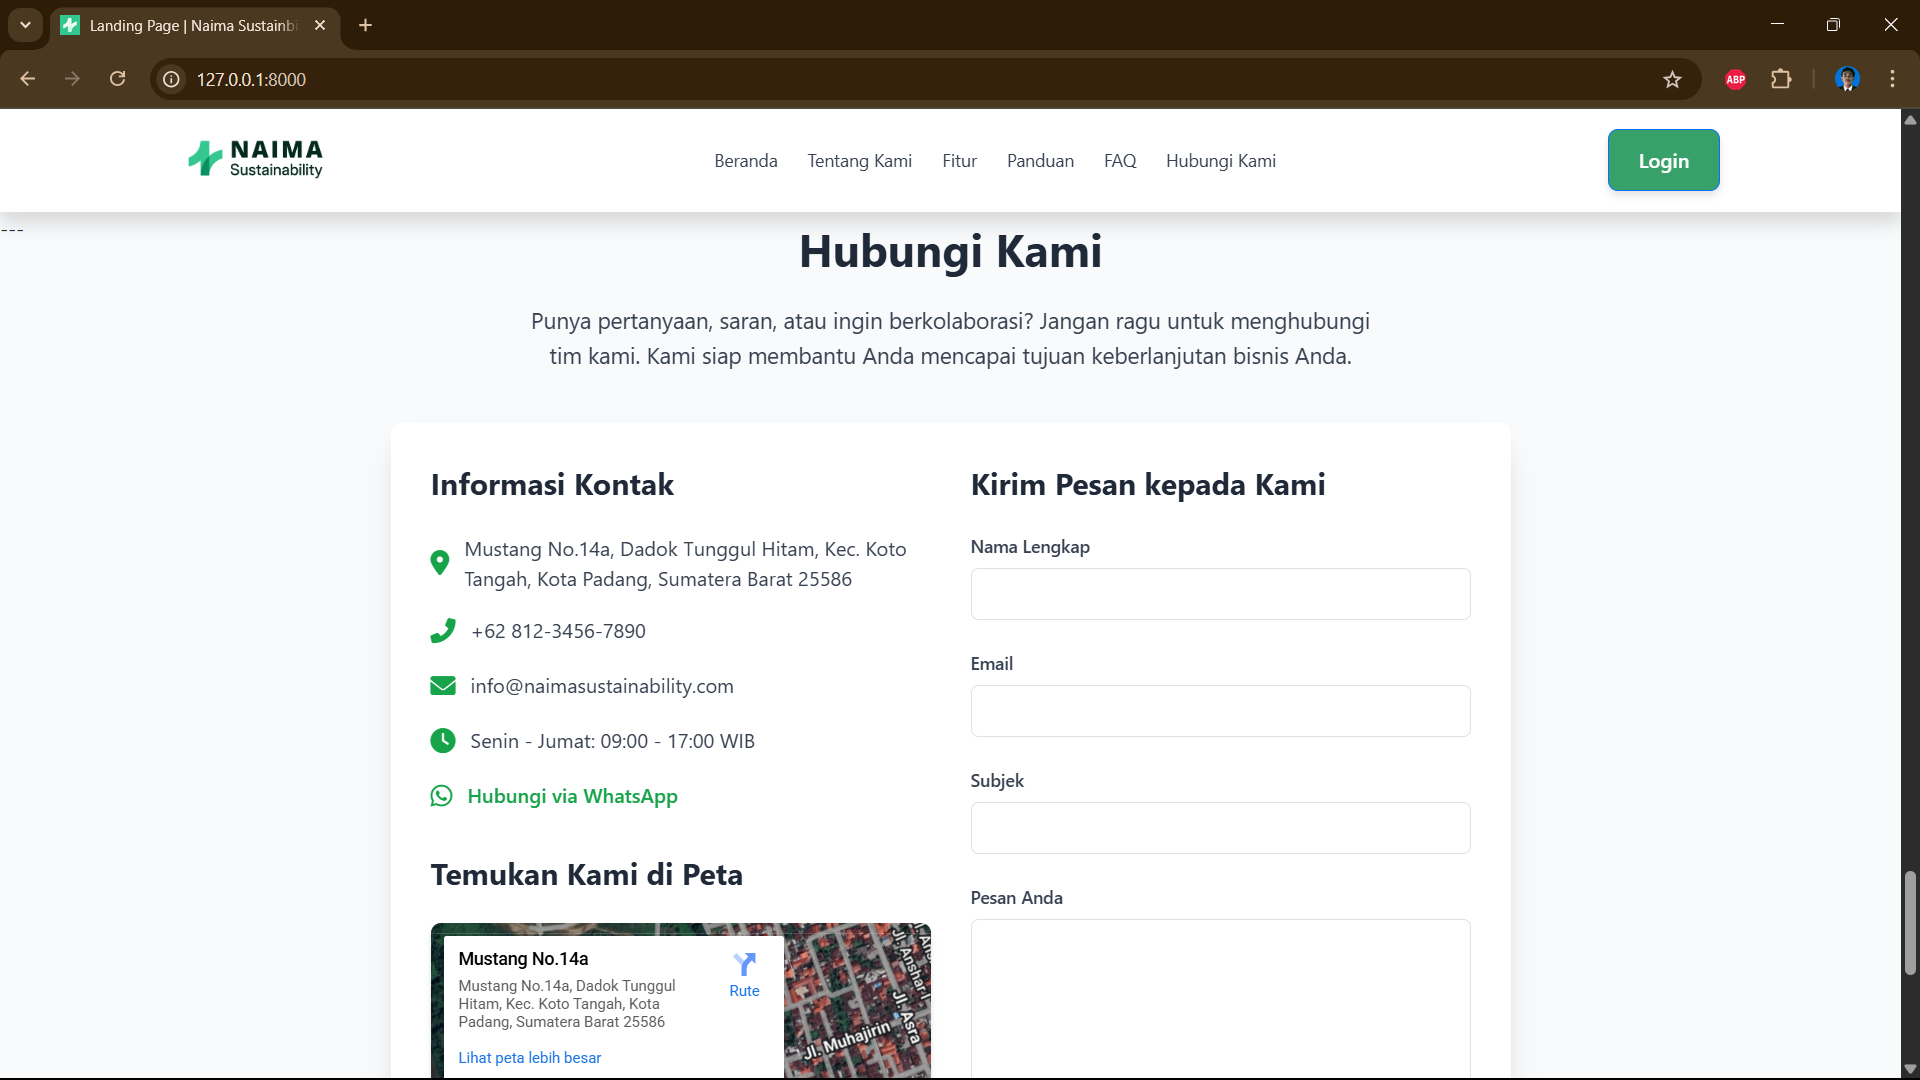 Landing Page | Naima Sustainbi
127.0.0.1:8000
ABP
NAIMA
Sustainability
Beranda
Tentang Kami
Fitur
Panduan
FAQ
Hubungi Kami
Login
---
Hubungi Kami
Punya pertanyaan, saran, atau ingin berkolaborasi? Jangan ragu untuk menghubungi
tim kami. Kami siap membantu Anda mencapai tujuan keberlanjutan bisnis Anda.
Informasi Kontak
Mustang No.14a, Dadok Tunggul Hitam, Kec. Koto
Tangah, Kota Padang, Sumatera Barat 25586
+62 812-3456-7890
info@naimasustainability.com
Senin - Jumat: 09:00 - 17:00 WIB
Hubungi via WhatsApp
Temukan Kami di Peta
Mustang No.14a
Mustang No.14a, Dadok Tunggul
Hitam, Kec. Koto Tangah, Kota
Padang, Sumatera Barat 25586
Rute
Lihat peta lebih besar
Jl. Muhajirin
Jl. Asra
Jl. Anshar I
Kirim Pesan kepada Kami
Nama Lengkap
Email
Subjek
Pesan Anda